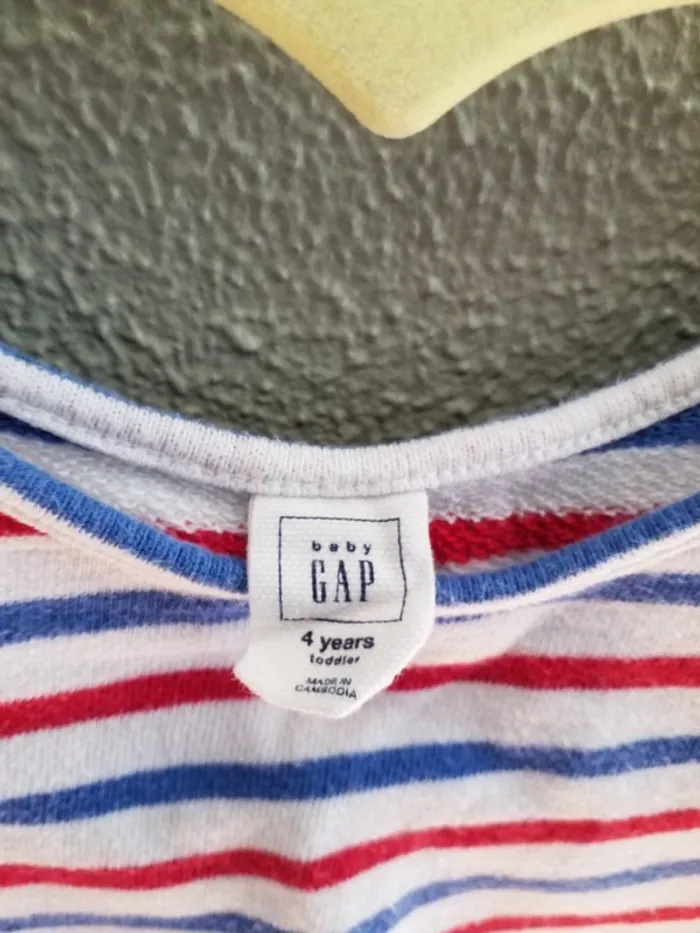 baby
GAP
4 years
toddler
MADE IN
CAMBODIA